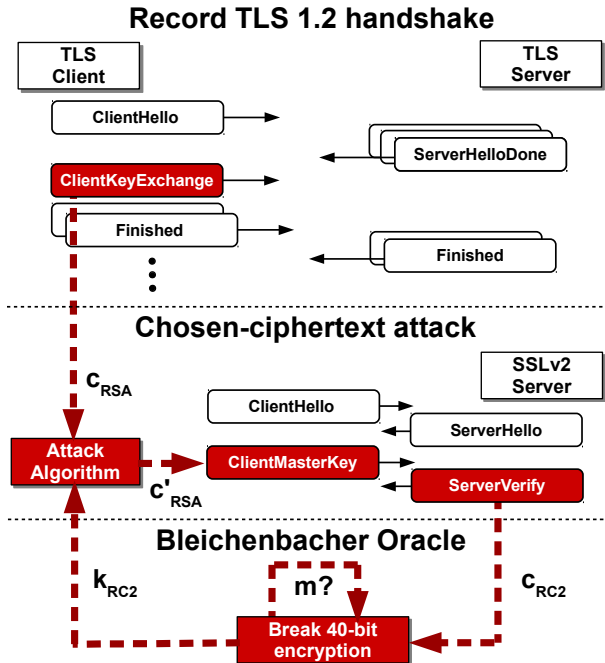 Record TLS 1.2 handshake
TLS
Client
TLS
Server
ClientHello
ServerHelloDone
ClientKeyExchange
Finished
Finished
Chosen-ciphertext attack
SSLv2
Server
cRSA
ClientHello
ServerHello
Attack
Algorithm
c'RSA
ClientMasterKey
ServerVerify
Bleichenbacher Oracle
kRC2
m?
cRC2
Break 40-bit
encryption